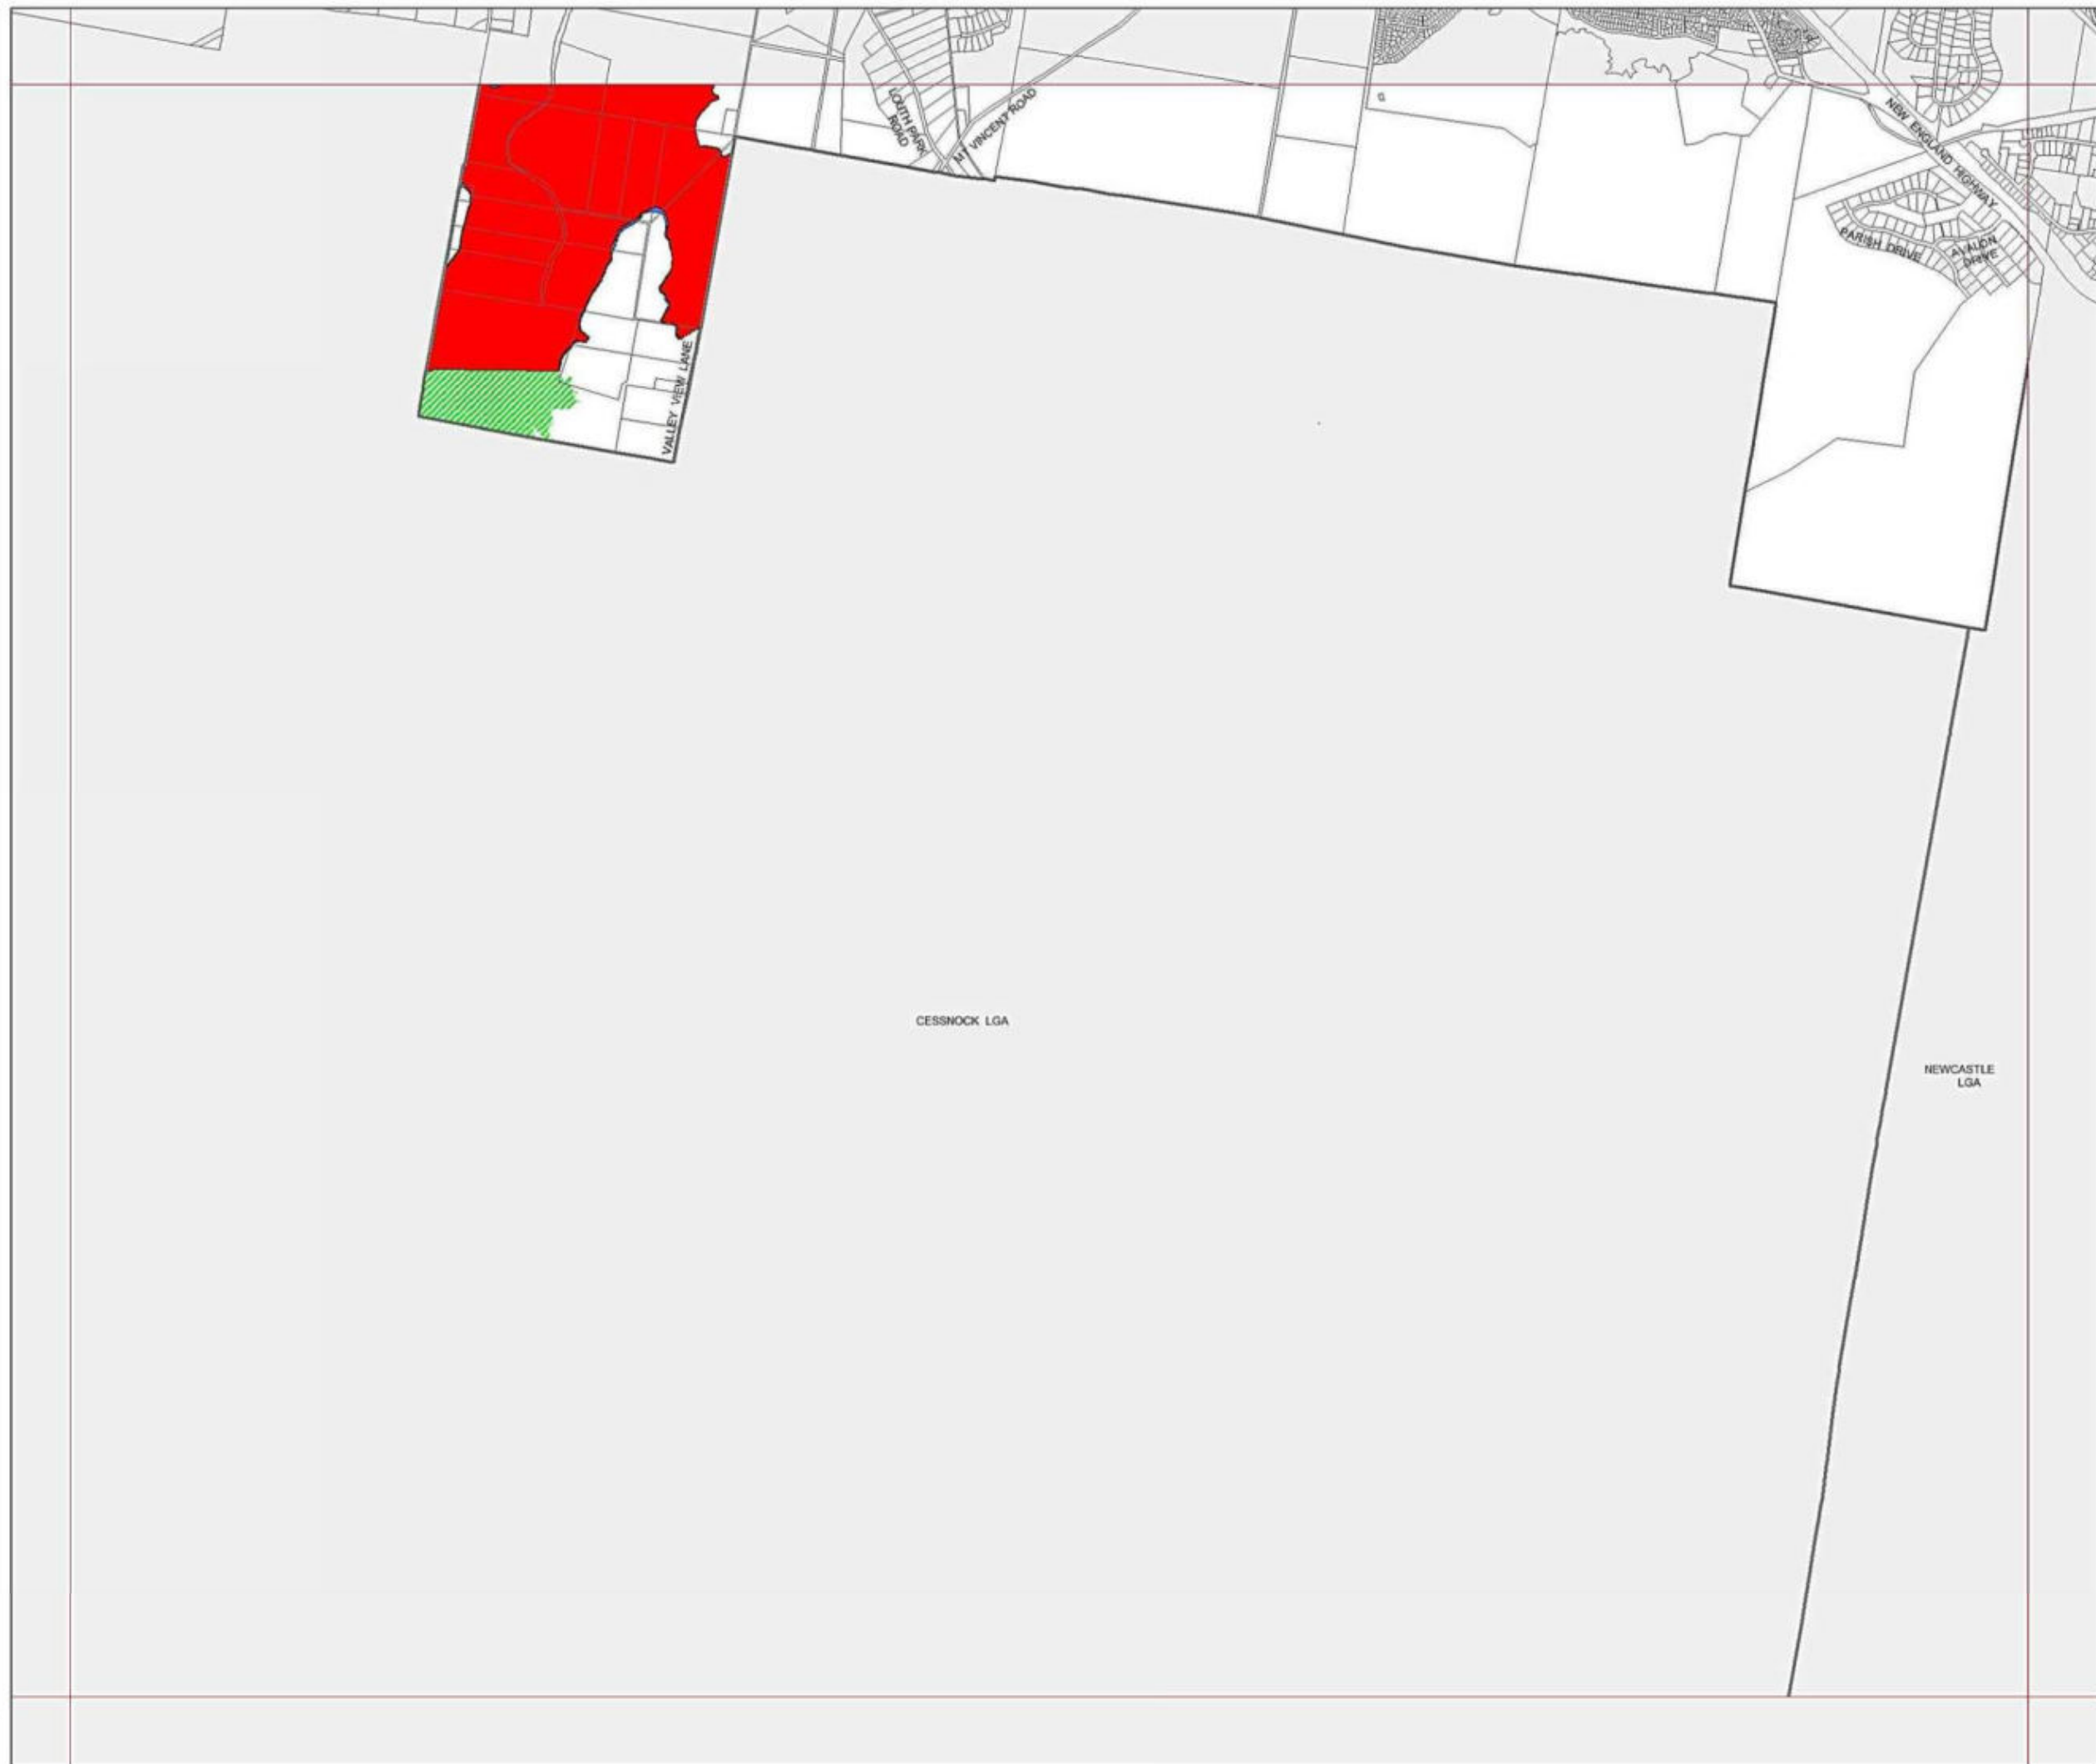 LOUTH PARK
ROAD
MT VINCENT ROAD
NEW ENGLAND HIGHWAY
PARISH DRIVE
AVALON
DRIVE
VALLEY VIEW LANE
CESSNOCK LGA
NEWCASTLE
LGA